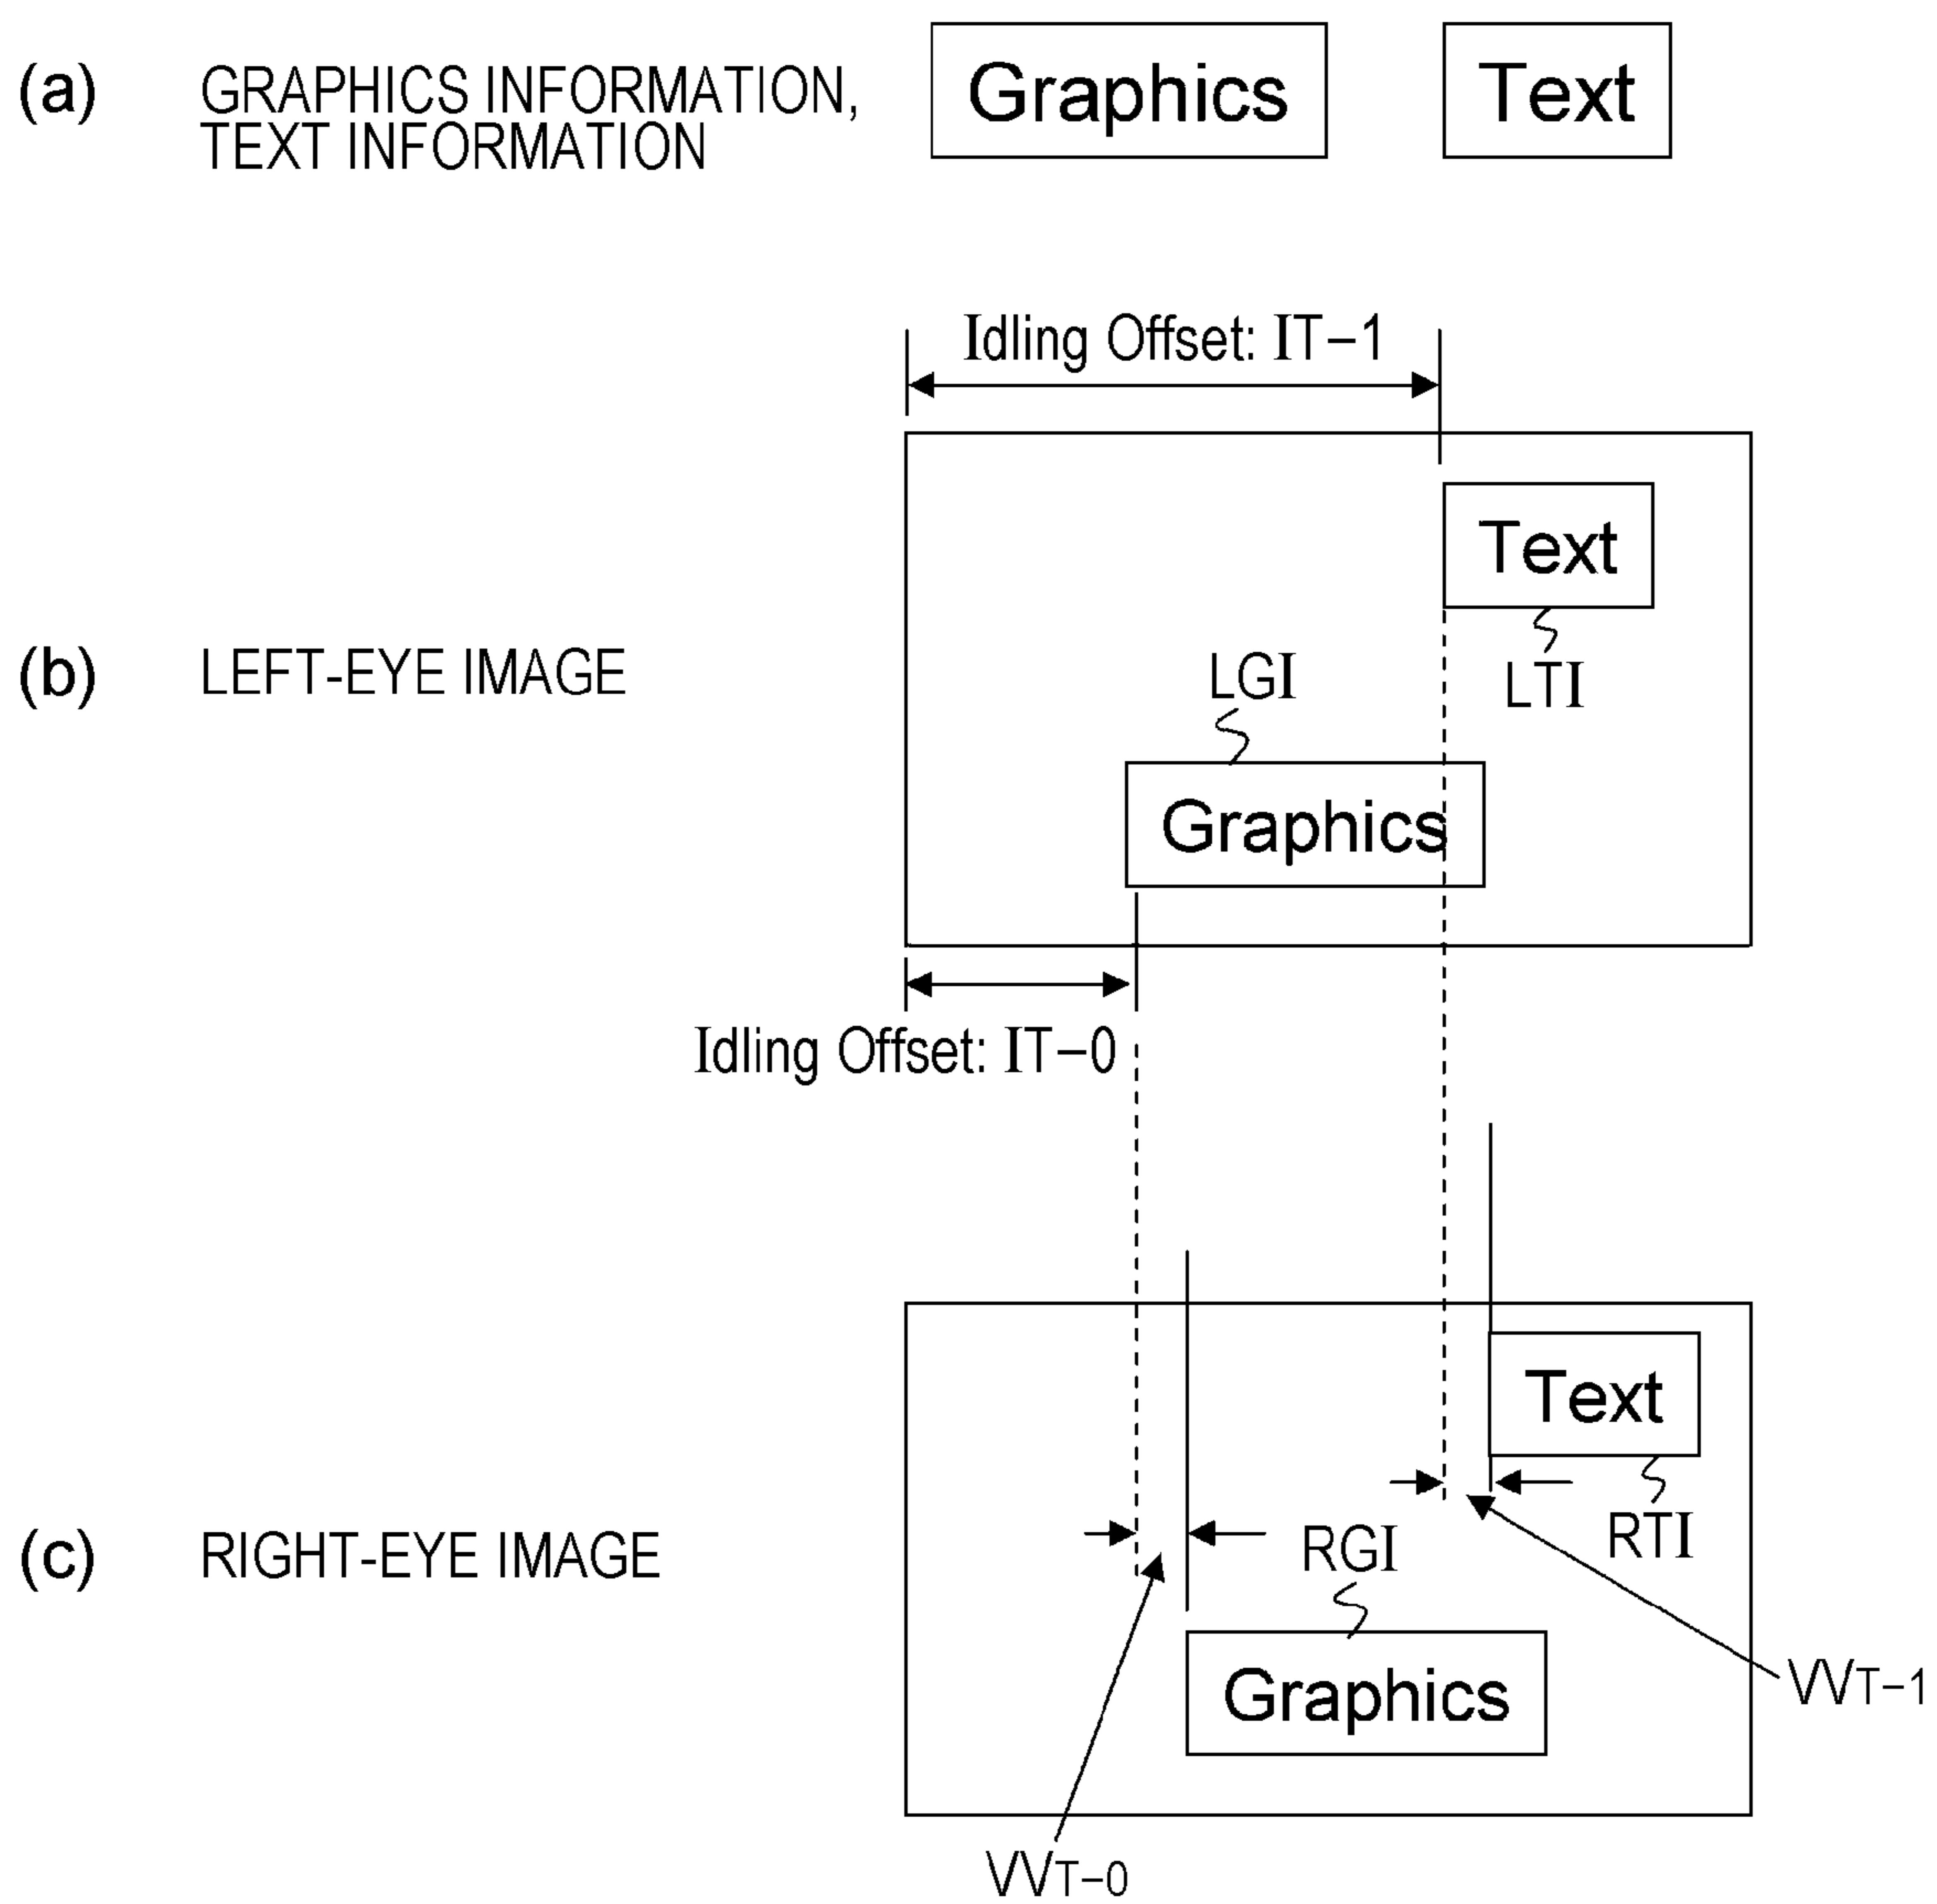 (a) GRAPHICS INFORMATION,
TEXT INFORMATION
Graphics
Text
Idling Offset: IT-1
Text
LTI
(b) LEFT-EYE IMAGE
LGI
Graphics
Idling Offset: IT-0
Text
RTI
(c) RIGHT-EYE IMAGE
RGI
Graphics
VVT-1
VVT-0